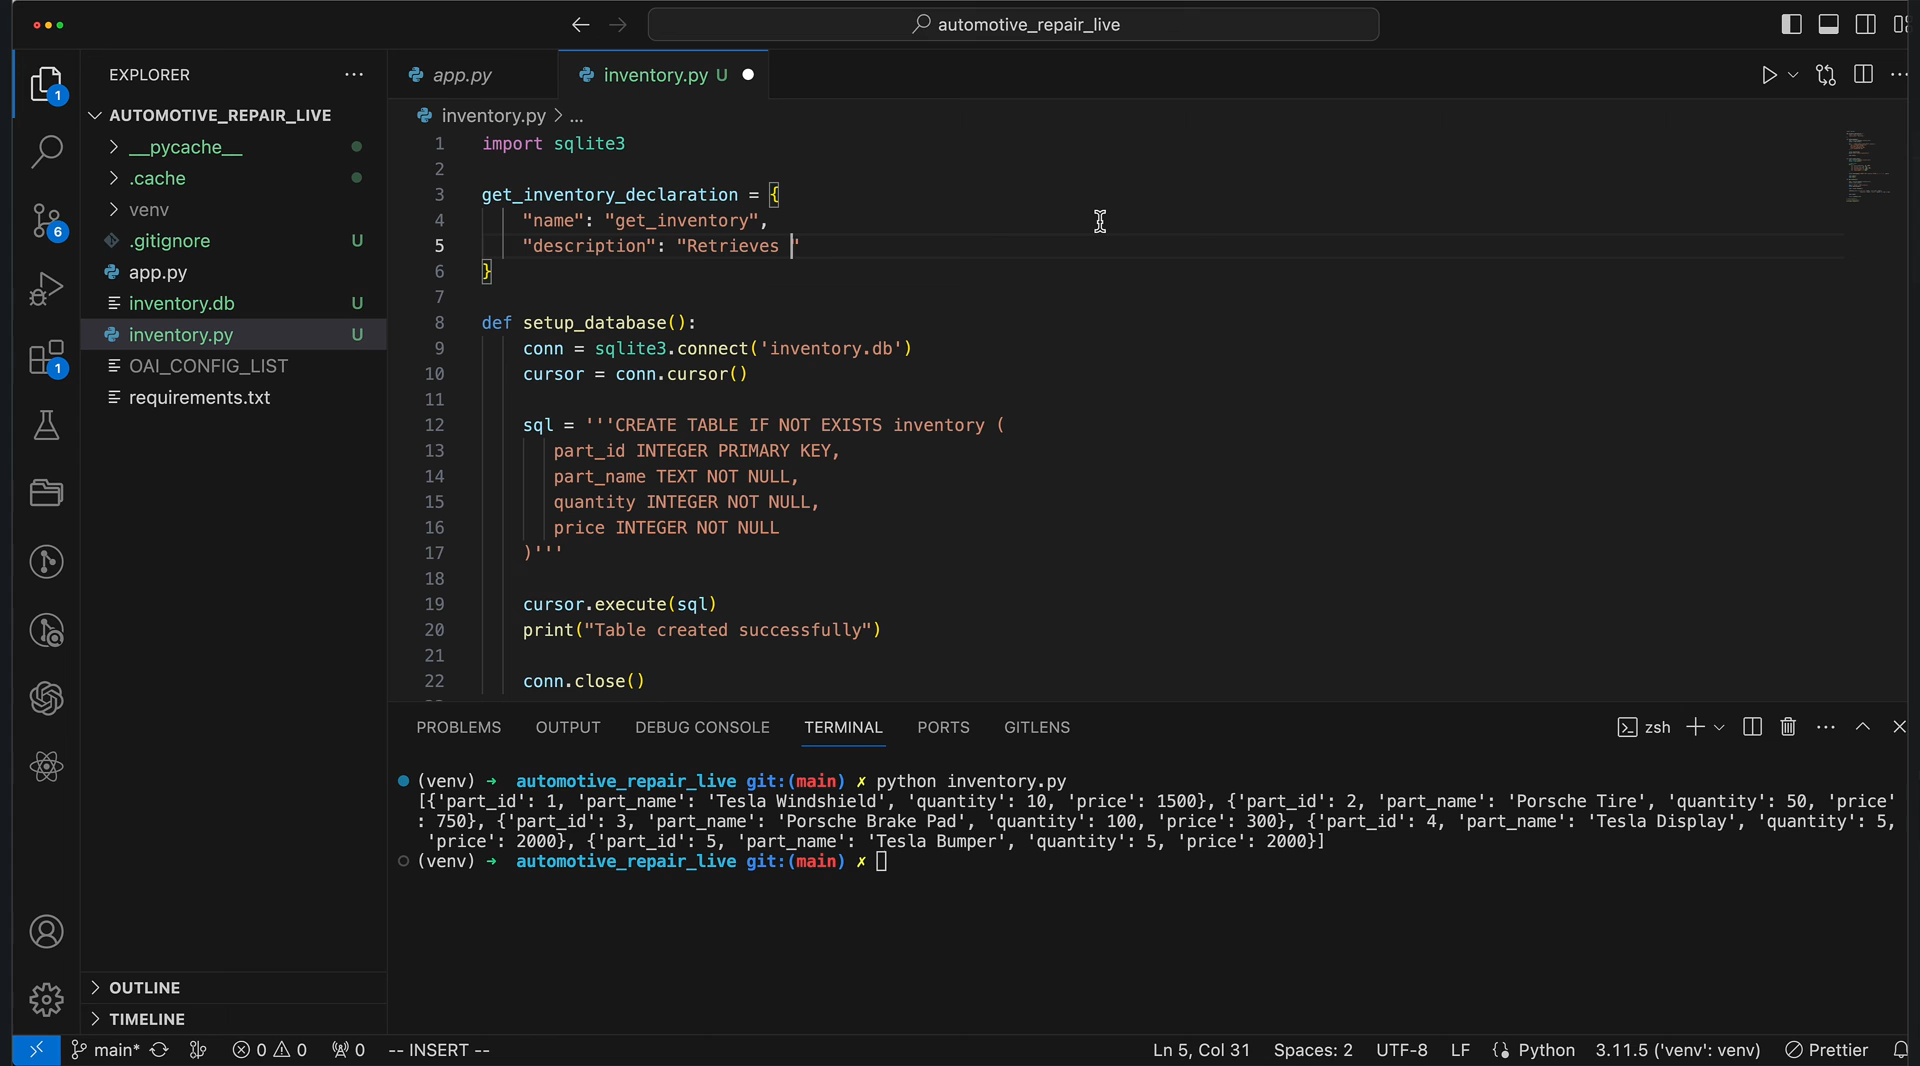 automotive_repair_live
EXPLORER
AUTOMOTIVE_REPAIR_LIVE
__pycache__
.cache
venv
.gitignore U
app.py
inventory.db U
inventory.py U
OAI_CONFIG_LIST
requirements.txt
OUTLINE
TIMELINE
1
6
1
app.py
inventory.py U
inventory.py > ...
1 import sqlite3
2
3 get_inventory_declaration = {
4 "name": "get_inventory",
5 "description": "Retrieves "
6 }
7
8 def setup_database():
9 conn = sqlite3.connect('inventory.db')
10 cursor = conn.cursor()
11
12 sql = '''CREATE TABLE IF NOT EXISTS inventory (
13 part_id INTEGER PRIMARY KEY,
14 part_name TEXT NOT NULL,
15 quantity INTEGER NOT NULL,
16 price INTEGER NOT NULL
17 )'''
18
19 cursor.execute(sql)
20 print("Table created successfully")
21
22 conn.close()
PROBLEMS OUTPUT DEBUG CONSOLE TERMINAL PORTS GITLENS
zsh
(venv) → automotive_repair_live git:(main) ✗ python inventory.py
[{'part_id': 1, 'part_name': 'Tesla Windshield', 'quantity': 10, 'price': 1500}, {'part_id': 2, 'part_name': 'Porsche Tire', 'quantity': 50, 'price'
: 750}, {'part_id': 3, 'part_name': 'Porsche Brake Pad', 'quantity': 100, 'price': 300}, {'part_id': 4, 'part_name': 'Tesla Display', 'quantity': 5,
'price': 2000}, {'part_id': 5, 'part_name': 'Tesla Bumper', 'quantity': 5, 'price': 2000}]
(venv) → automotive_repair_live git:(main) ✗
main* 0 0 0 -- INSERT -- Ln 5, Col 31 Spaces: 2 UTF-8 LF Python 3.11.5 ('venv': venv) Prettier